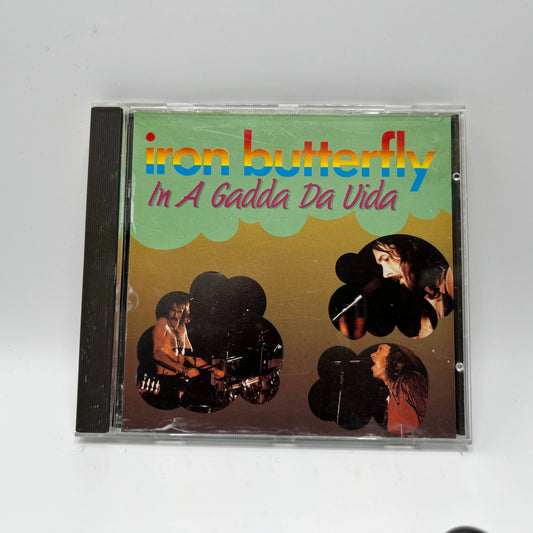 iron butterfly
In A Gadda Da Vida